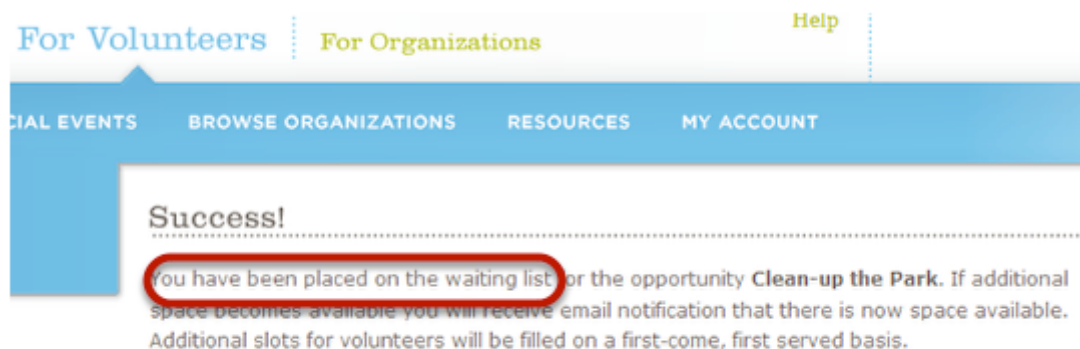 For Volunteers For Organizations Help
CIAL EVENTS BROWSE ORGANIZATIONS RESOURCES MY ACCOUNT
Success!
You have been placed on the waiting list for the opportunity Clean-up the Park. If additional
space becomes available you will receive email notification that there is now space available.
Additional slots for volunteers will be filled on a first-come, first served basis.